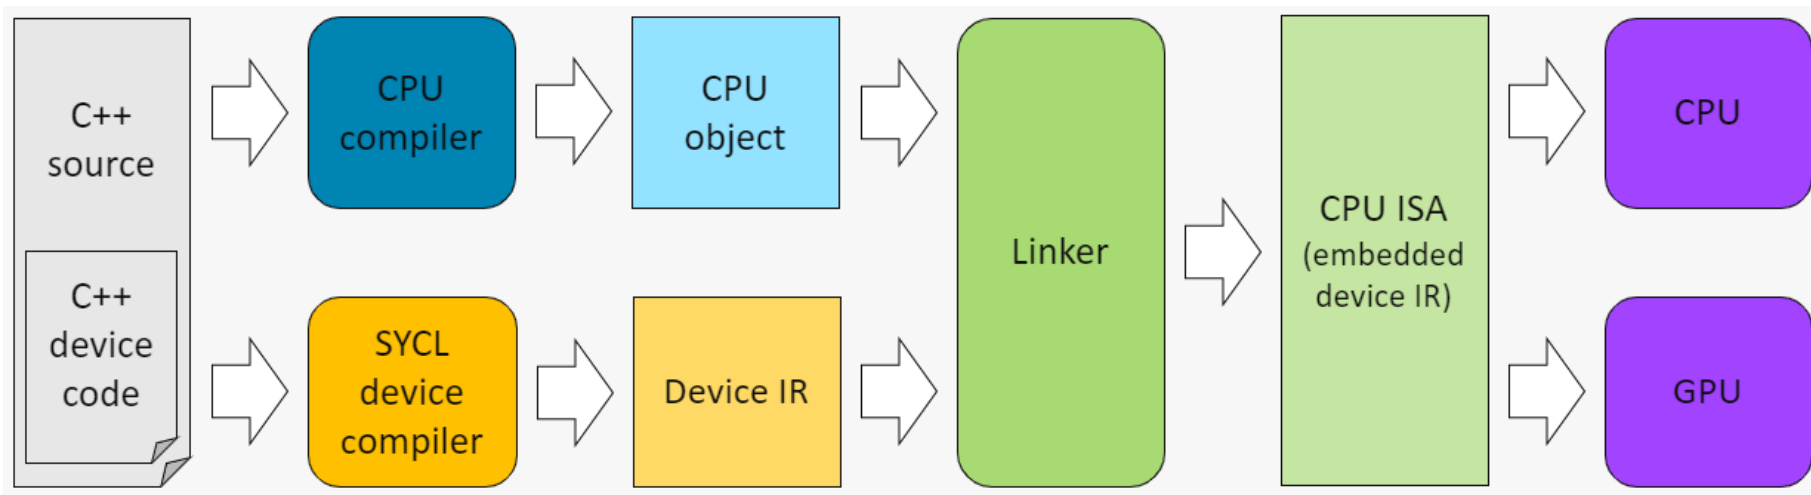 C++
source
C++
device
code
CPU
compiler
SYCL
device
compiler
CPU
object
Device IR
Linker
CPU ISA
(embedded
device IR)
CPU
GPU